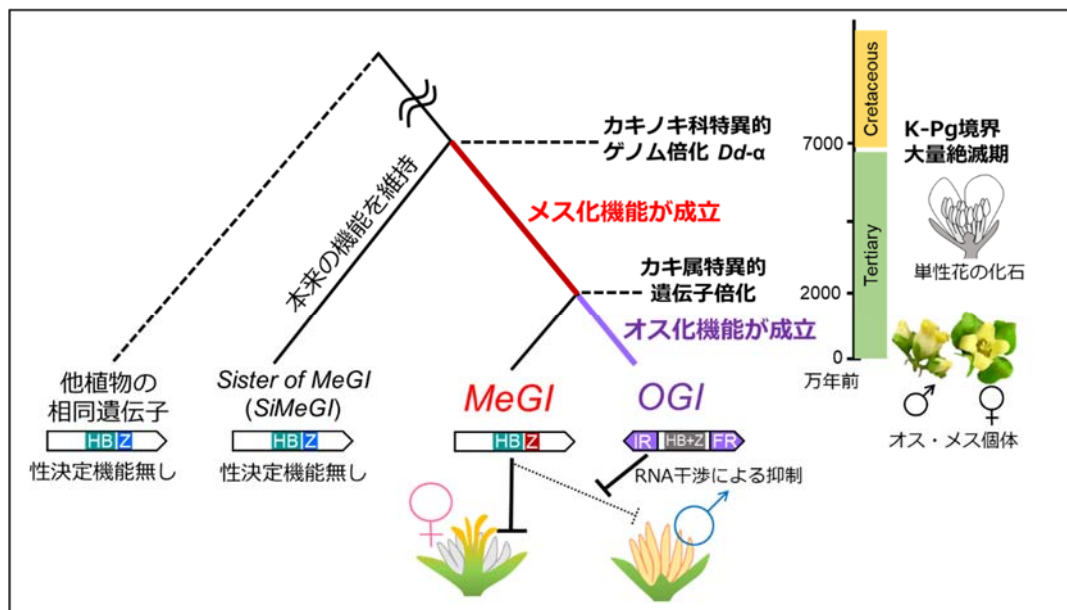 カキノキ科特異的
ゲノム倍化 Dd-α
メス化機能が成立
本来の機能を維持
カキ属特異的
遺伝子倍化
オス化機能が成立
Cretaceous
7000
Tertiary
2000
0
万年前
K-Pg境界
大量絶滅期
単性花の化石
♂
♀
オス・メス個体
他植物の
相同遺伝子
HB Z
性決定機能無し
Sister of MeGI
(SiMeGI)
HB Z
性決定機能無し
MeGI
HB Z
OGI
IR HB+Z FR
RNA干渉による抑制
♀
♂